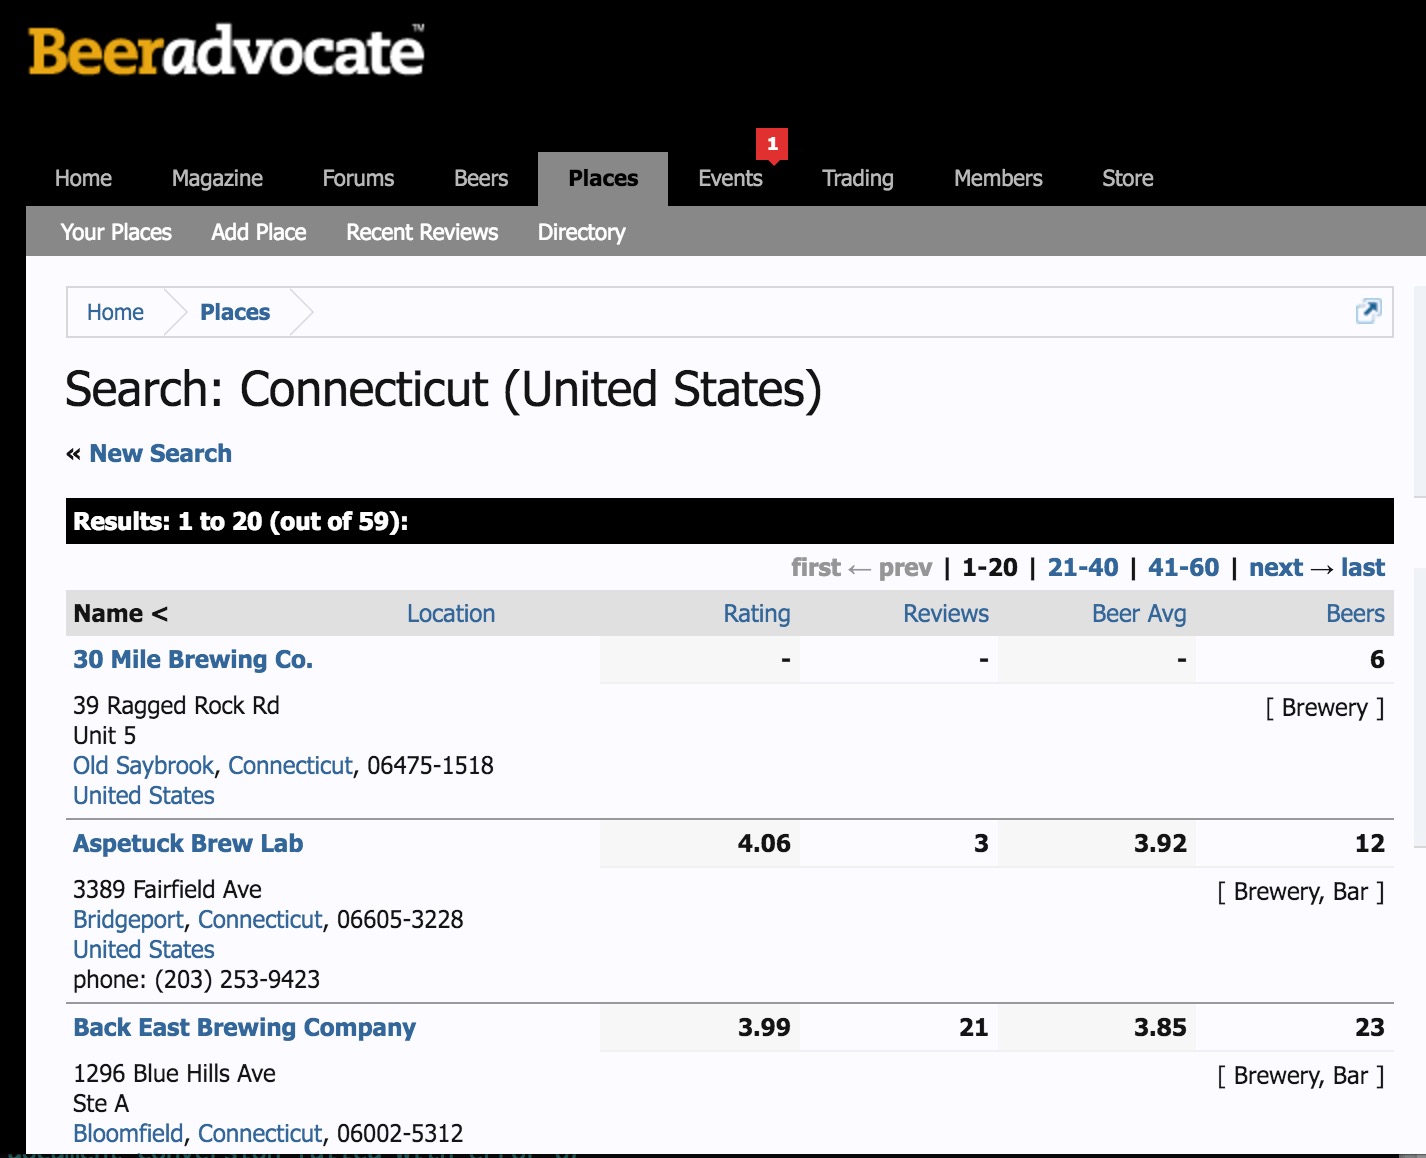 Beeradvocate™
1
Home Magazine Forums Beers Places Events Trading Members Store
Your Places Add Place Recent Reviews Directory
Home Places
Search: Connecticut (United States)
« New Search
Results: 1 to 20 (out of 59):
first ← prev | 1-20 | 21-40 | 41-60 | next → last
Name < Location Rating Reviews Beer Avg Beers
30 Mile Brewing Co. - - - 6
39 Ragged Rock Rd [ Brewery ]
Unit 5
Old Saybrook, Connecticut, 06475-1518
United States
Aspetuck Brew Lab 4.06 3 3.92 12
3389 Fairfield Ave [ Brewery, Bar ]
Bridgeport, Connecticut, 06605-3228
United States
phone: (203) 253-9423
Back East Brewing Company 3.99 21 3.85 23
1296 Blue Hills Ave [ Brewery, Bar ]
Ste A
Bloomfield, Connecticut, 06002-5312